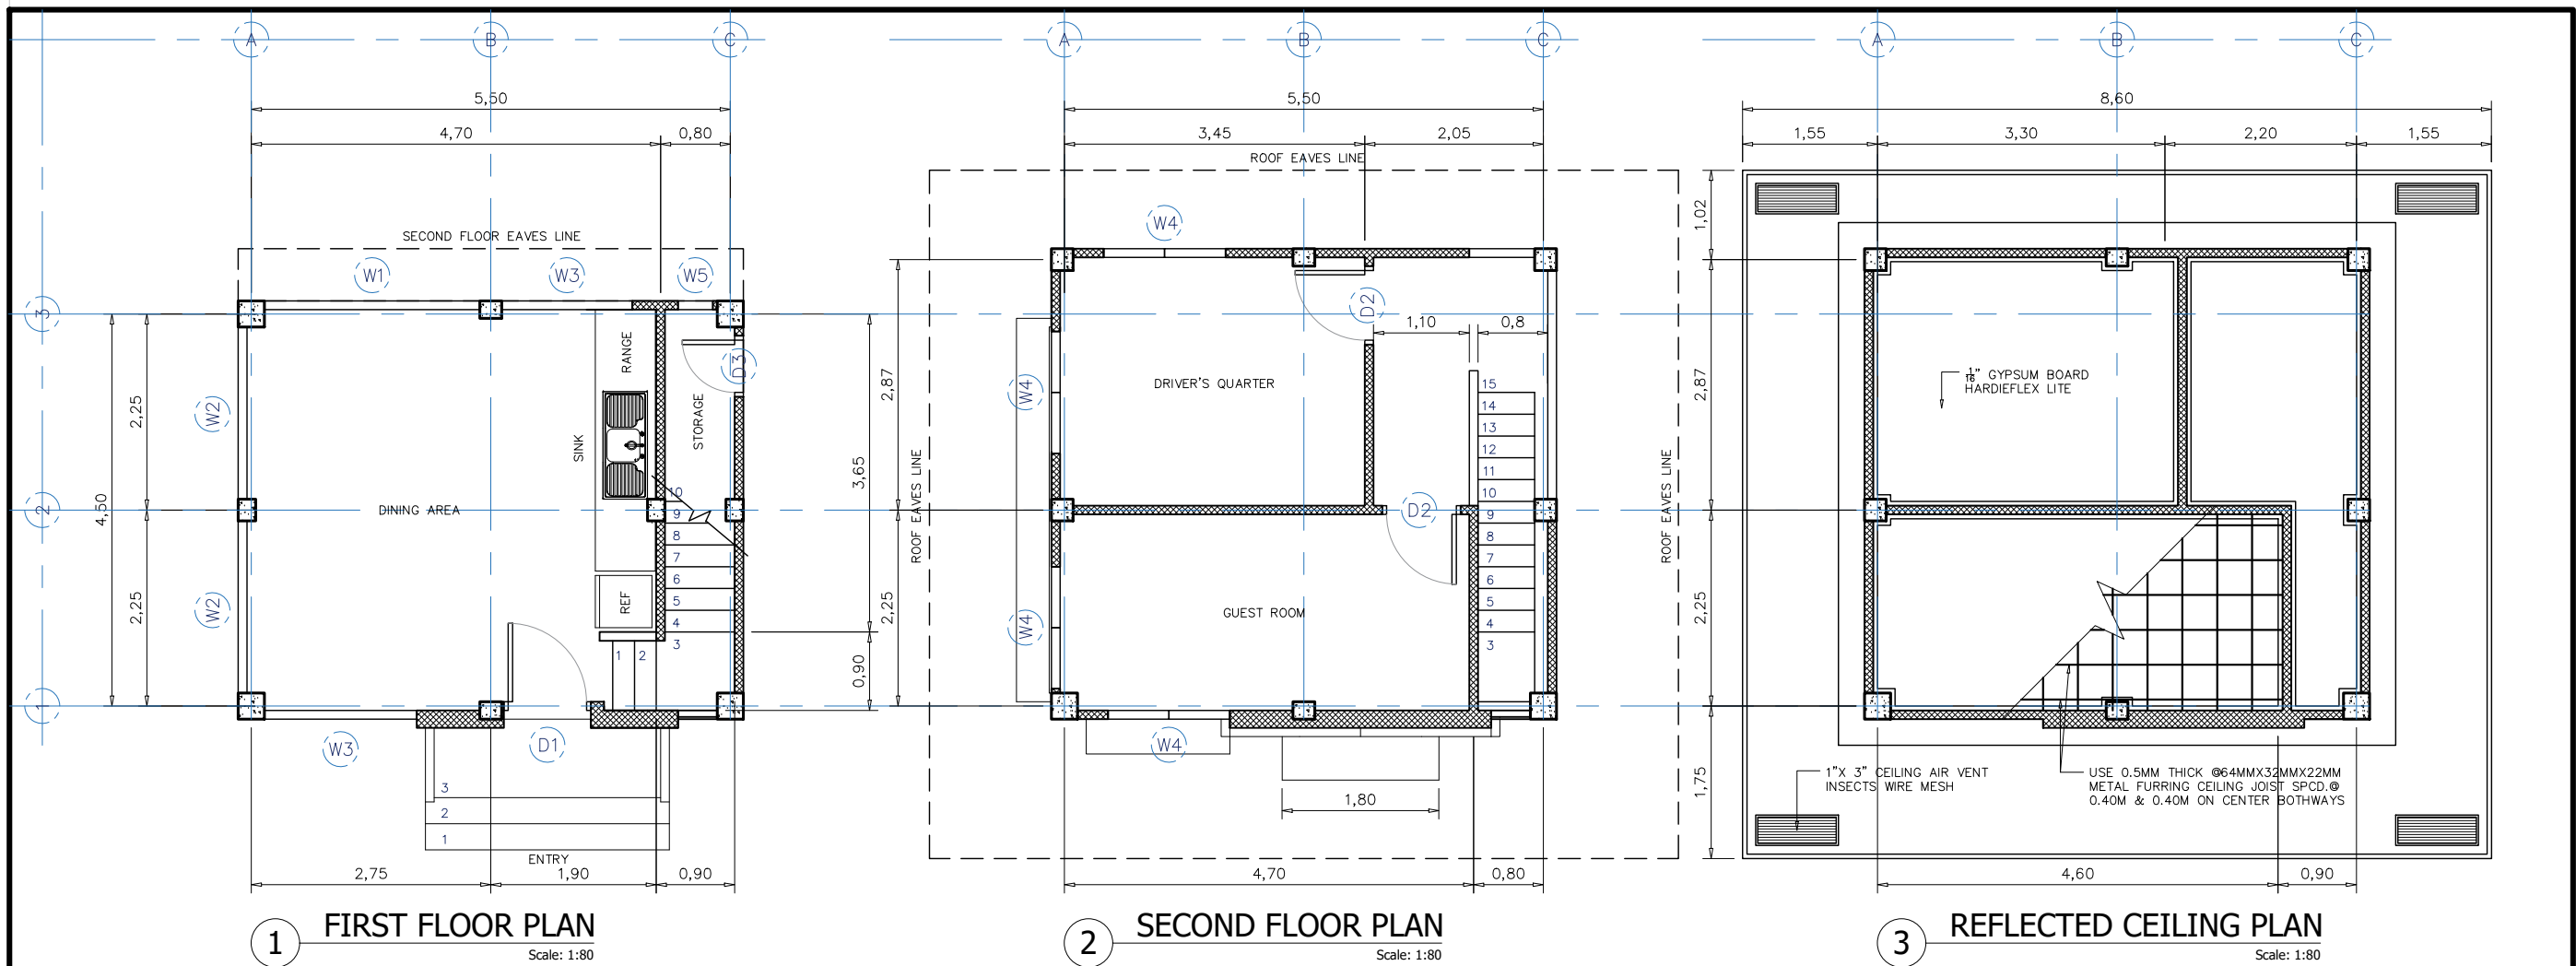 A
B
C
5,50
4,70
0,80
SECOND FLOOR EAVES LINE
W1
W3
W5
3
RANGE
D3
2,25
W2
SINK
STORAGE
3,65
4,50
2
DINING AREA
10
9
8
7
6
5
4
3
REF
2,25
W2
1
2
0,90
1
W3
D1
3
2
1
ENTRY
2,75
1,90
0,90
1
FIRST FLOOR PLAN
Scale: 1:80
A
B
C
5,50
3,45
2,05
ROOF EAVES LINE
W4
D2
1,10
0,8
2,87
W4
DRIVER'S QUARTER
15
14
13
12
11
10
9
8
7
6
5
4
3
ROOF EAVES LINE
ROOF EAVES LINE
D2
2,25
W4
GUEST ROOM
W4
1,80
4,70
0,80
2
SECOND FLOOR PLAN
Scale: 1:80
A
B
C
8,60
1,55
3,30
2,20
1,55
1,02
2,87
1/16" GYPSUM BOARD
HARDIEFLEX LITE
2,25
1,75
1"X 3" CEILING AIR VENT
INSECTS WIRE MESH
USE 0.5MM THICK @64MMX32MMX22MM
METAL FURRING CEILING JOIST SPCD.@
0.40M & 0.40M ON CENTER BOTHWAYS
4,60
0,90
3
REFLECTED CEILING PLAN
Scale: 1:80